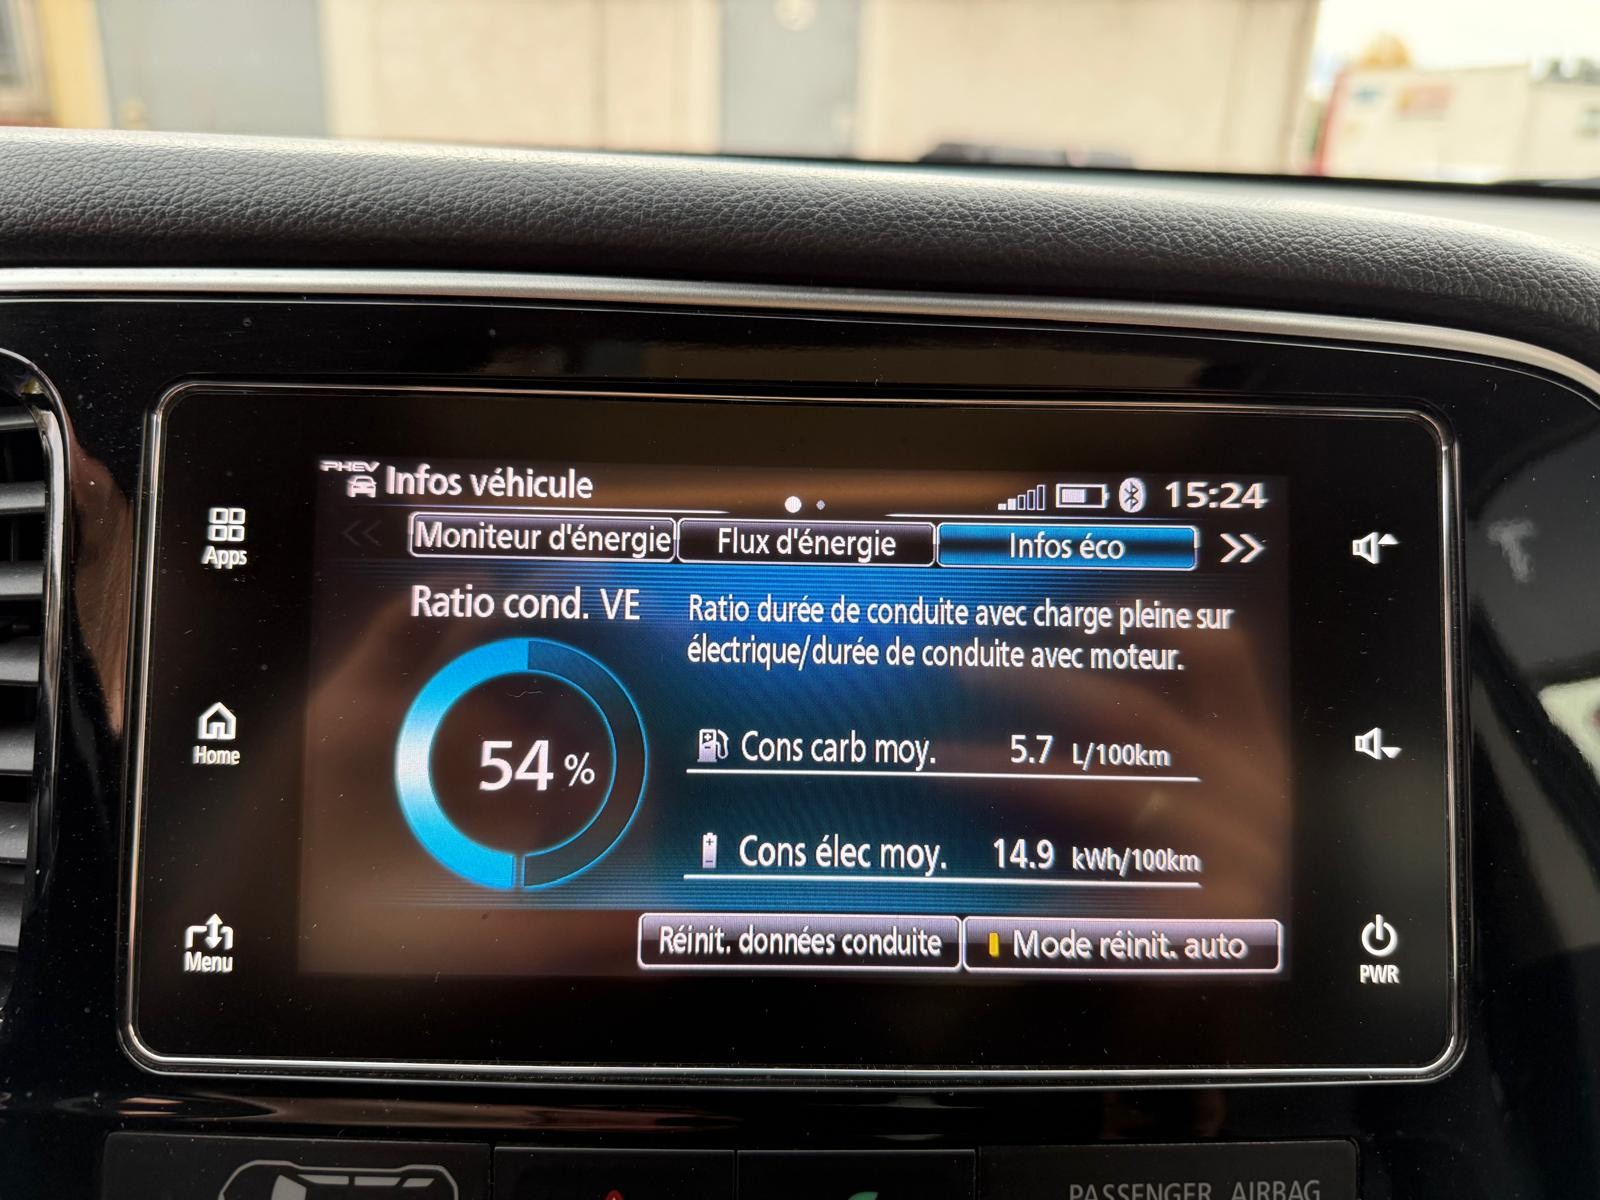 PHEV
Infos véhicule
15:24
Moniteur d'énergie
Flux d'énergie
Infos éco
Apps
Ratio cond. VE
Ratio durée de conduite avec charge pleine sur
électrique/durée de conduite avec moteur.
54 %
Cons carb moy. 5.7 L/100km
Home
Cons élec moy. 14.9 kWh/100km
Menu
Réinit. données conduite
Mode réinit. auto
PWR
PASSENGER AIRBAG